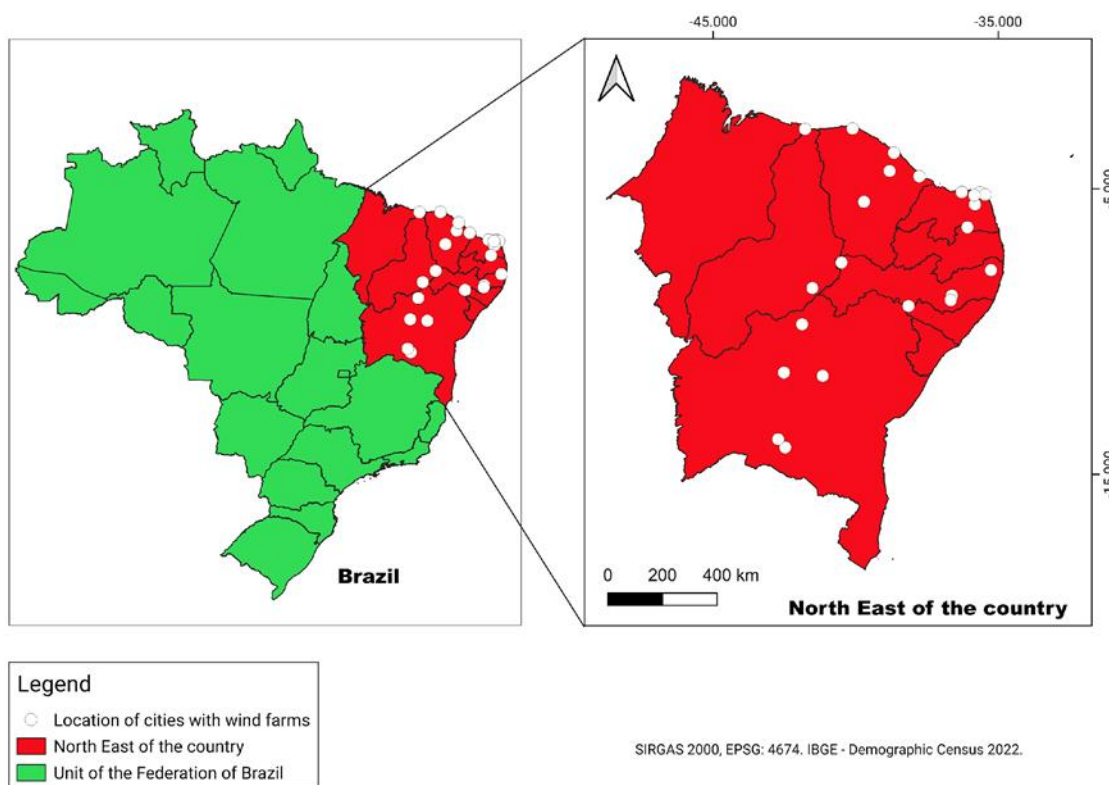 -45.000
-35.000
-5.000
-15.000
Brazil
0 200 400 km
North East of the country
Legend
Location of cities with wind farms
North East of the country
Unit of the Federation of Brazil
SIRGAS 2000, EPSG: 4674. IBGE - Demographic Census 2022.